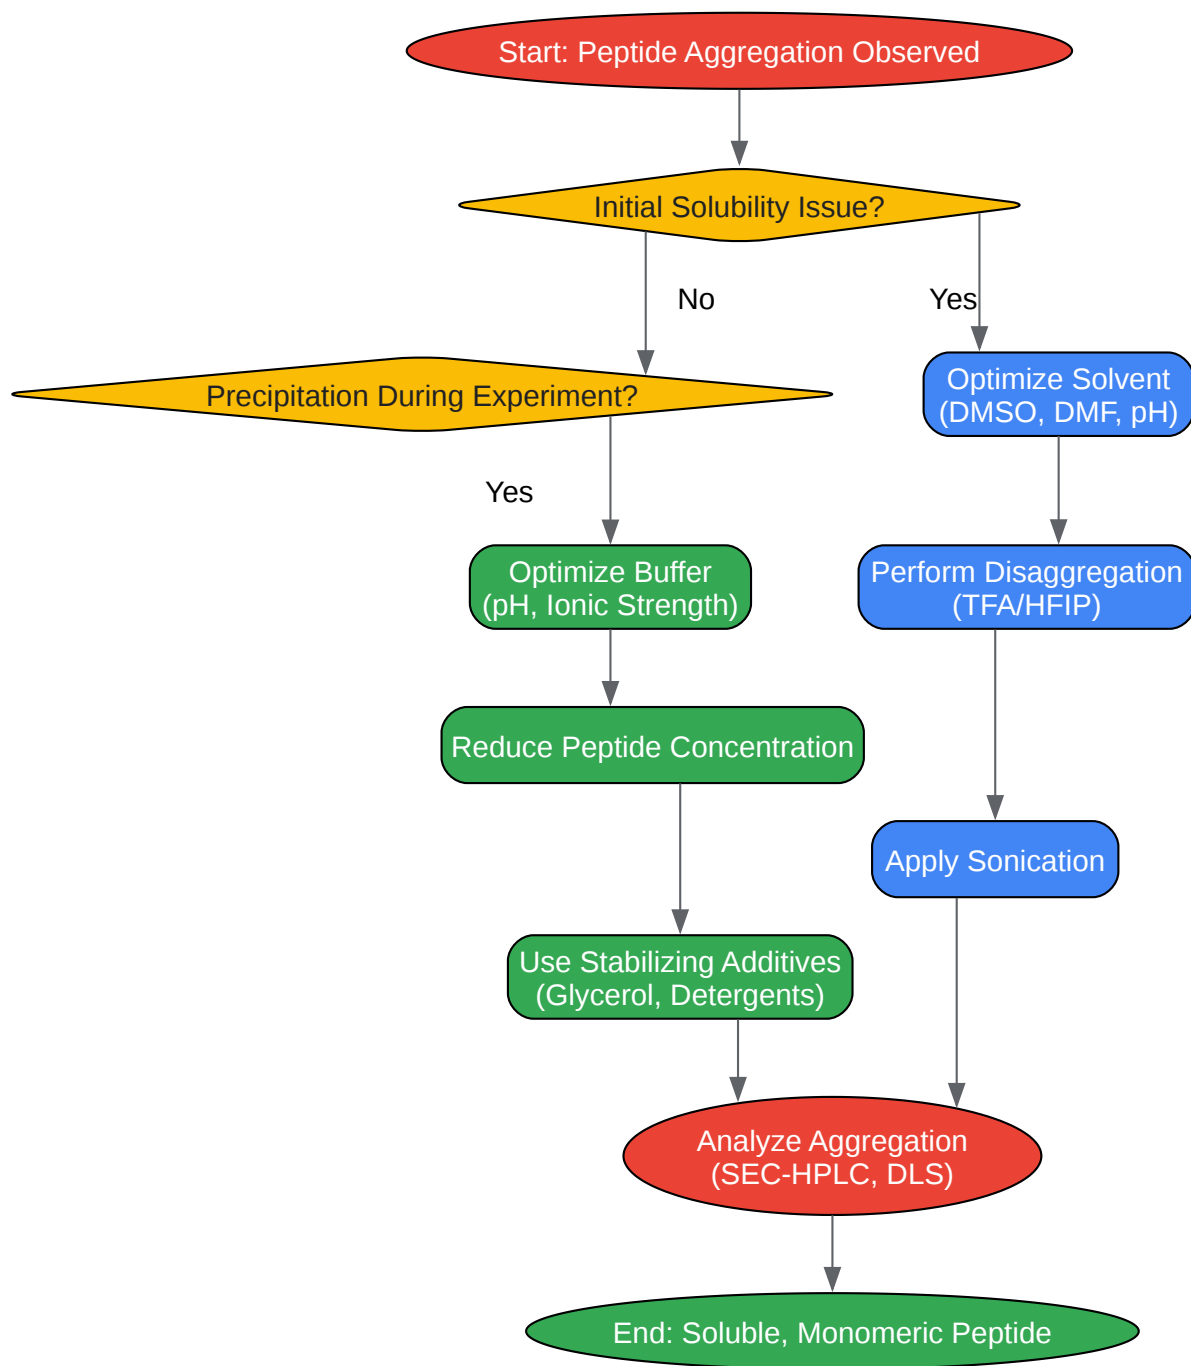 Start: Peptide Aggregation Observed
Initial Solubility Issue?
No
Yes
Precipitation During Experiment?
Optimize Solvent
(DMSO, DMF, pH)
Yes
Optimize Buffer
(pH, Ionic Strength)
Perform Disaggregation
(TFA/HFIP)
Reduce Peptide Concentration
Apply Sonication
Use Stabilizing Additives
(Glycerol, Detergents)
Analyze Aggregation
(SEC-HPLC, DLS)
End: Soluble, Monomeric Peptide